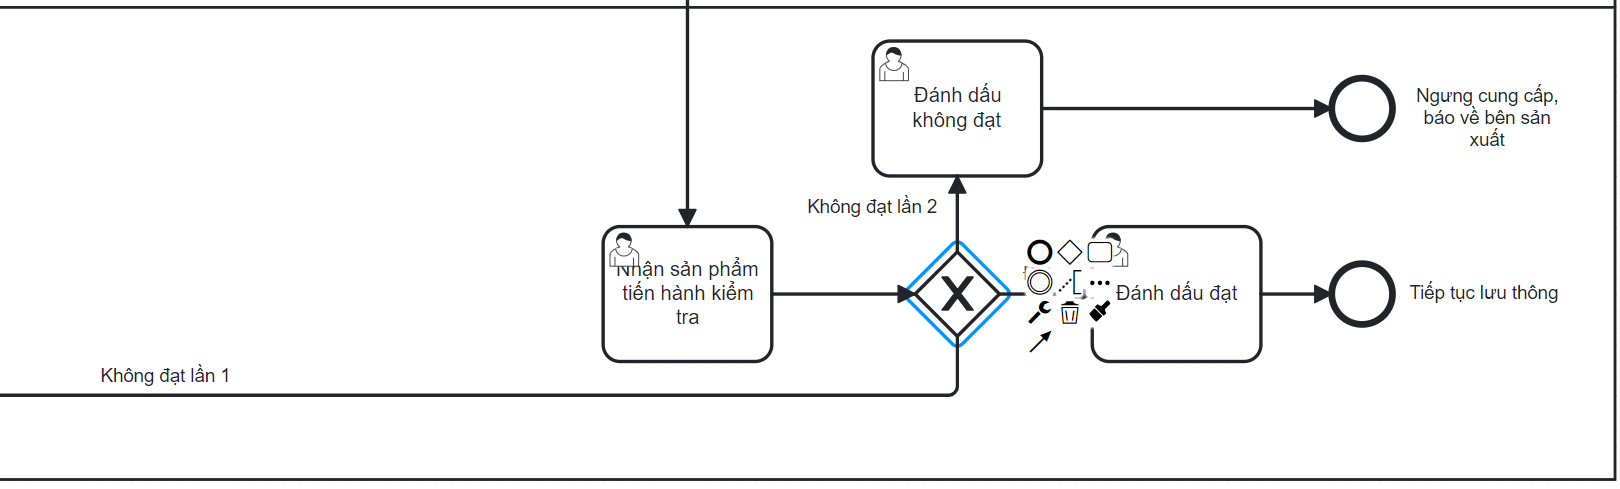 Đánh dấu
không đạt
Ngưng cung cấp,
báo về bên sản
xuất
Không đạt lần 2
Nhận sản phẩm
tiến hành kiểm
tra
Đánh dấu đạt
Tiếp tục lưu thông
Không đạt lần 1